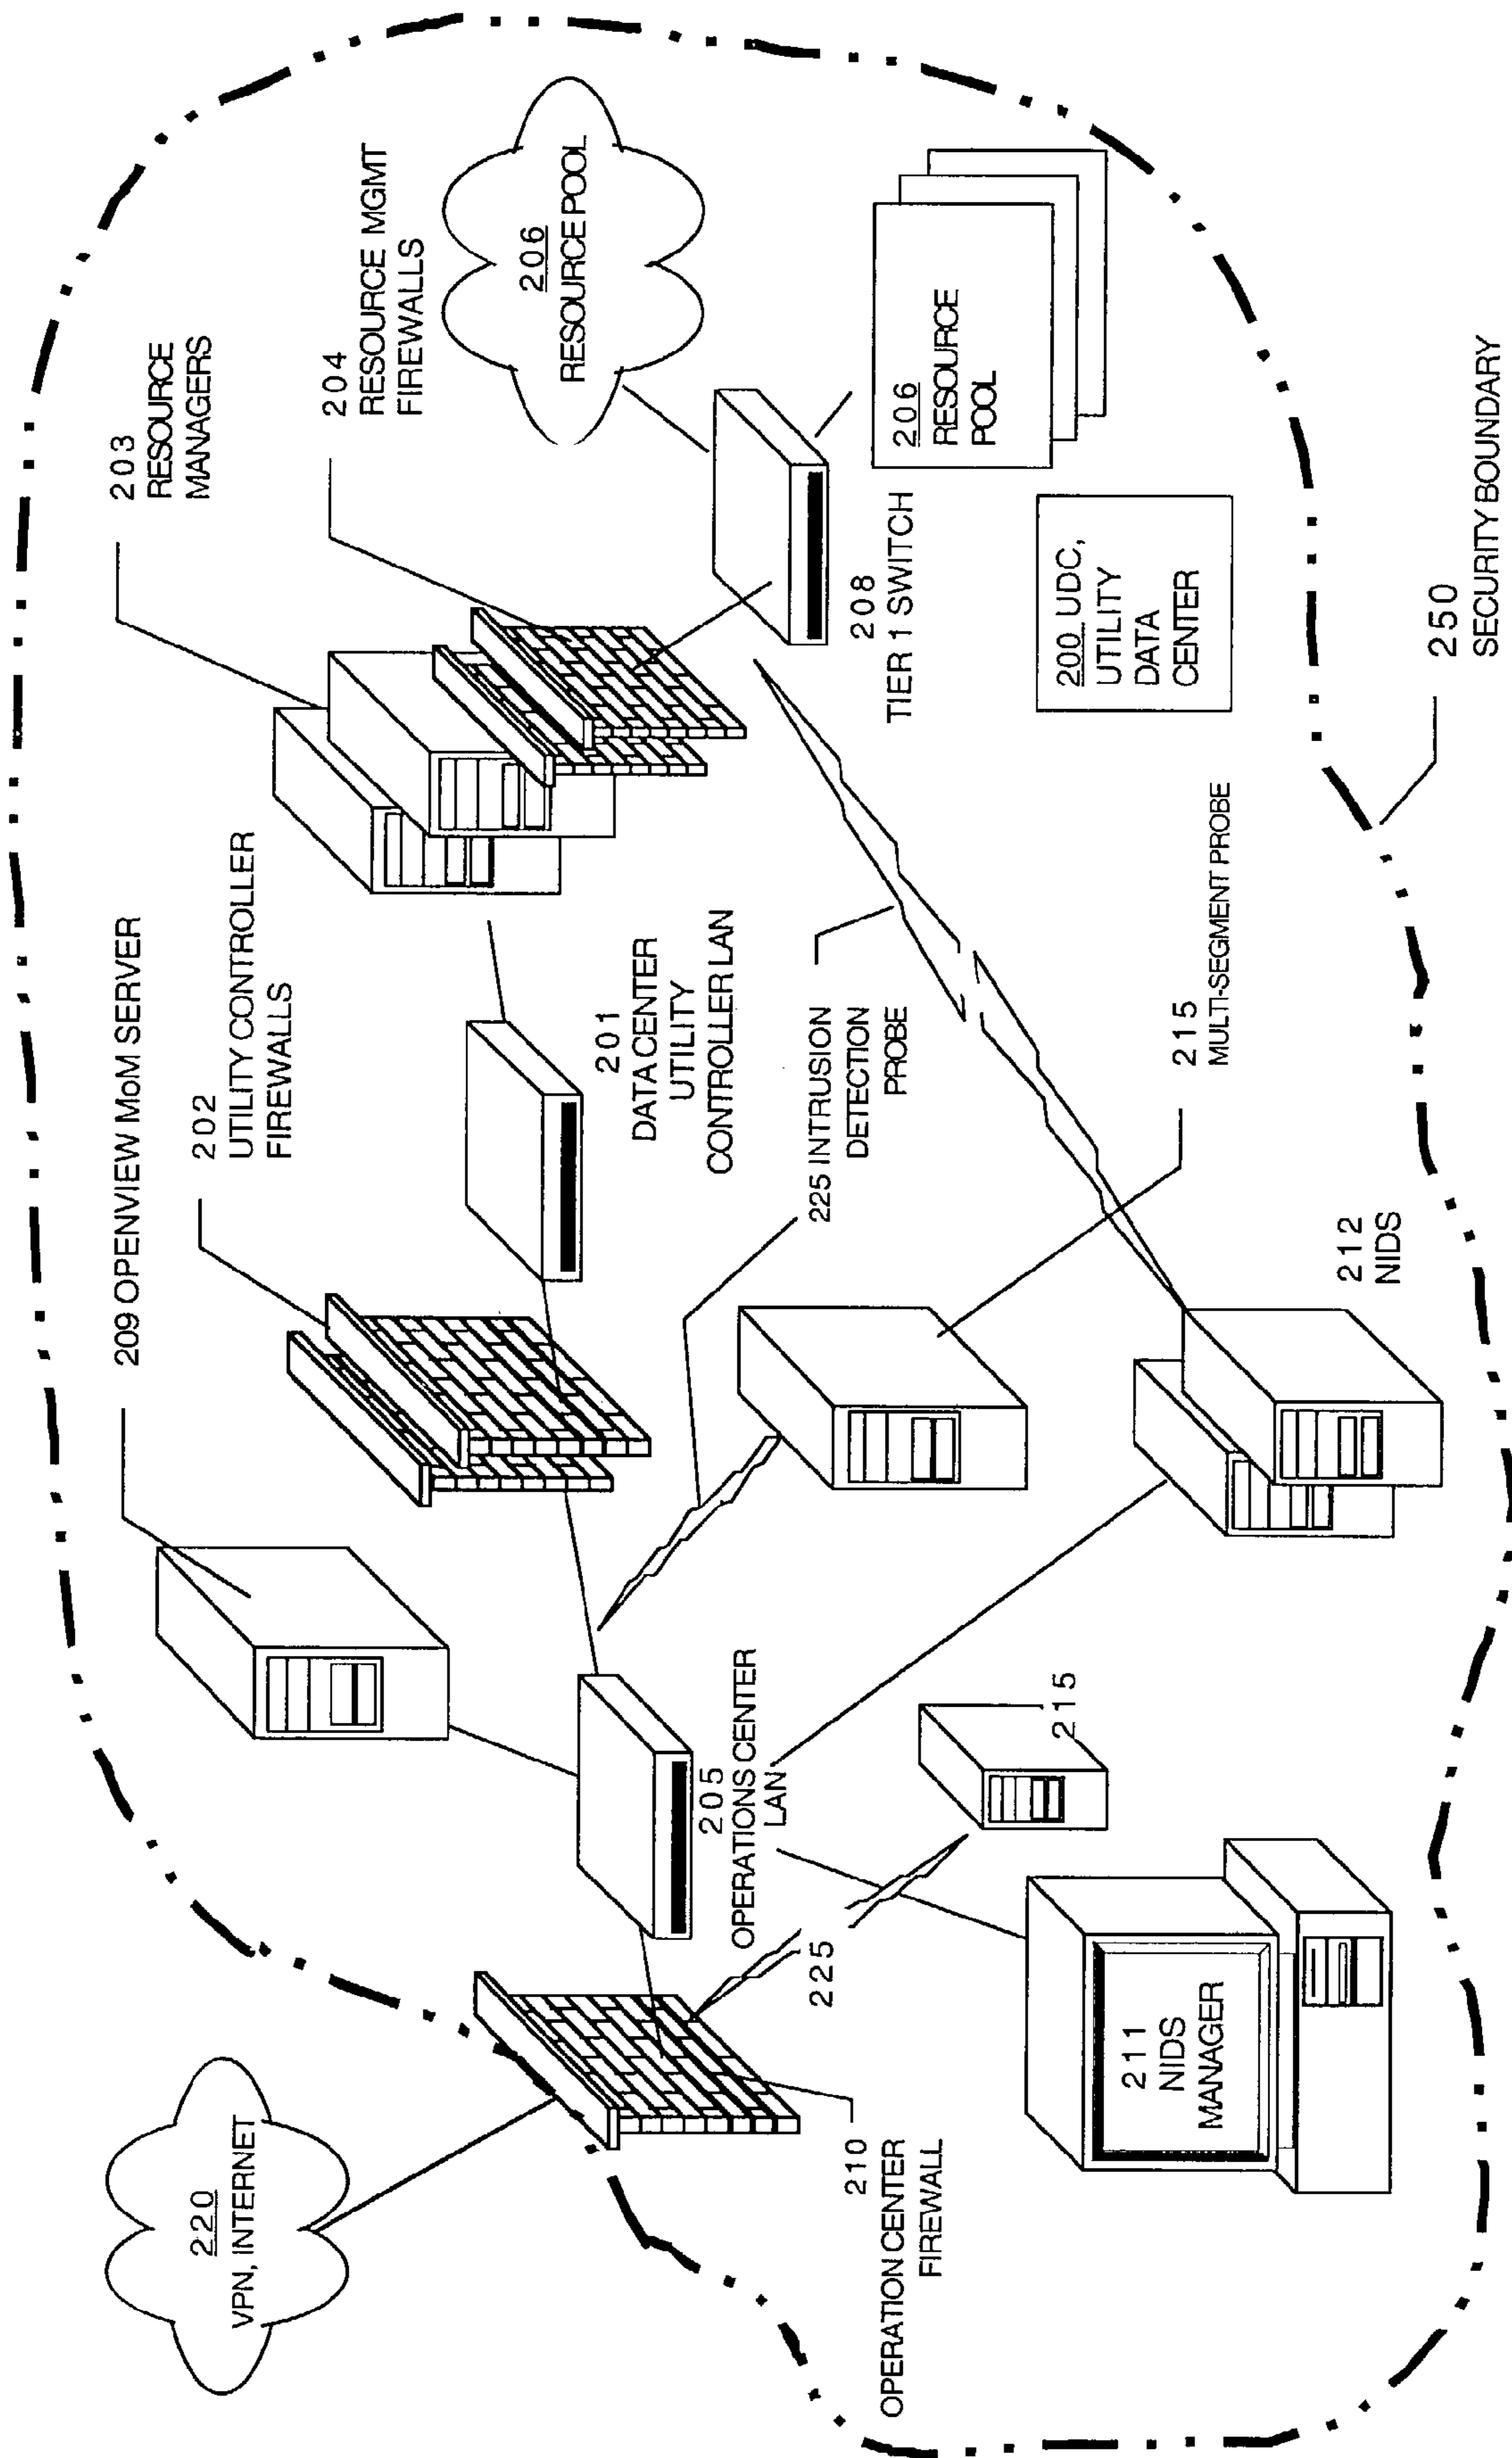 220
VPN, INTERNET
209 OPENVIEW MoM SERVER
202
UTILITY CONTROLLER
FIREWALLS
203
RESOURCE
MANAGERS
204
RESOURCE MGMT
FIREWALLS
206
RESOURCE POOL
201
DATA CENTER
UTILITY
CONTROLLER LAN
208
TIER 1 SWITCH
206
RESOURCE
POOL
205
OPERATIONS CENTER
LAN
225 INTRUSION
DETECTION
PROBE
200 UDC,
UTILITY
DATA
CENTER
210
OPERATION CENTER
FIREWALL
225
215
215
MULTI-SEGMENT PROBE
211
NIDS
MANAGER
212
NIDS
250
SECURITY BOUNDARY